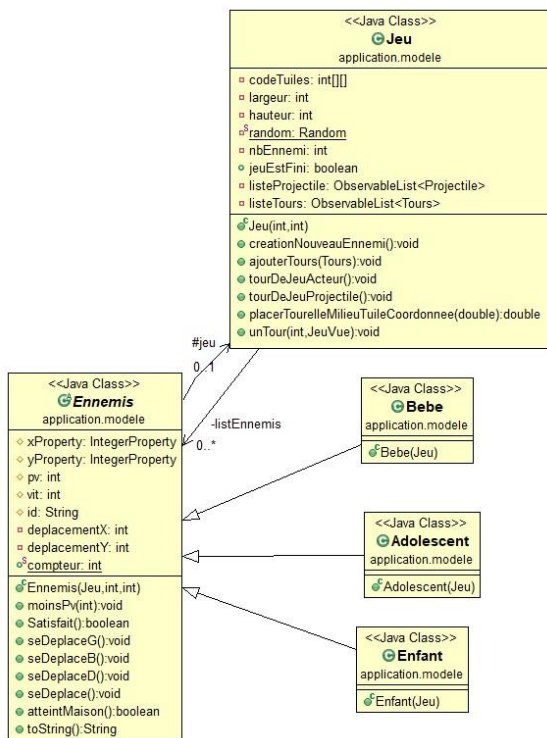 <<Java Class>>
Jeu
application.modele
codeTuiles: int[][]
largeur: int
hauteur: int
random: Random
nbEnnemi: int
jeuEstFini: boolean
listeProjectile: ObservableList<Projectile>
listeTours: ObservableList<Tours>
Jeu(int,int)
creationNouveauEnnemi():void
ajouterTours(Tours):void
tourDeJeuActeur():void
tourDeJeuProjectile():void
placerTourelleMilieuTuileCoordonnee(double):double
unTour(int,JeuVue):void
#jeu
0..1
-listEnnemis
0..*
<<Java Class>>
Ennemis
application.modele
xProperty: IntegerProperty
yProperty: IntegerProperty
pv: int
vit: int
id: String
deplacementX: int
deplacementY: int
compteur: int
Ennemis(Jeu,int,int)
moinsPv(int):void
Satisfait():boolean
seDeplaceG():void
seDeplaceB():void
seDeplaceD():void
seDeplace():void
atteintMaison():boolean
toString():String
<<Java Class>>
Bebe
application.modele
Bebe(Jeu)
<<Java Class>>
Adolescent
application.modele
Adolescent(Jeu)
<<Java Class>>
Enfant
application.modele
Enfant(Jeu)